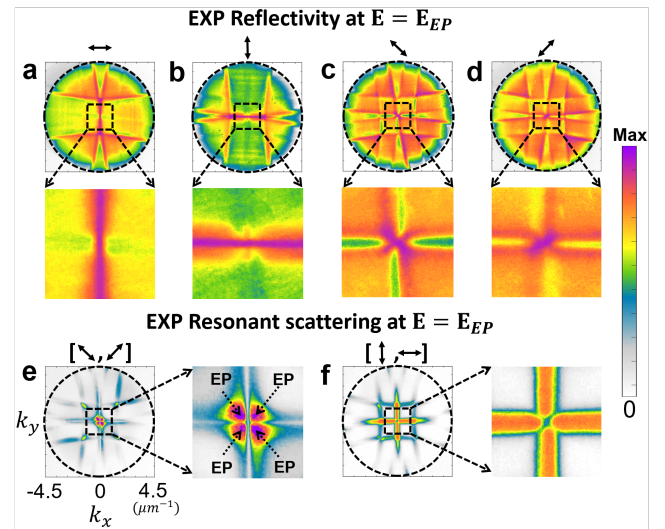 EXP Reflectivity at E = E_EP
a
b
c
d
Max
0
EXP Resonant scattering at E = E_EP
[ , ]
[ , ]
e
f
EP EP
EP EP
k_y
-4.5 0 4.5
(μm⁻¹)
k_x